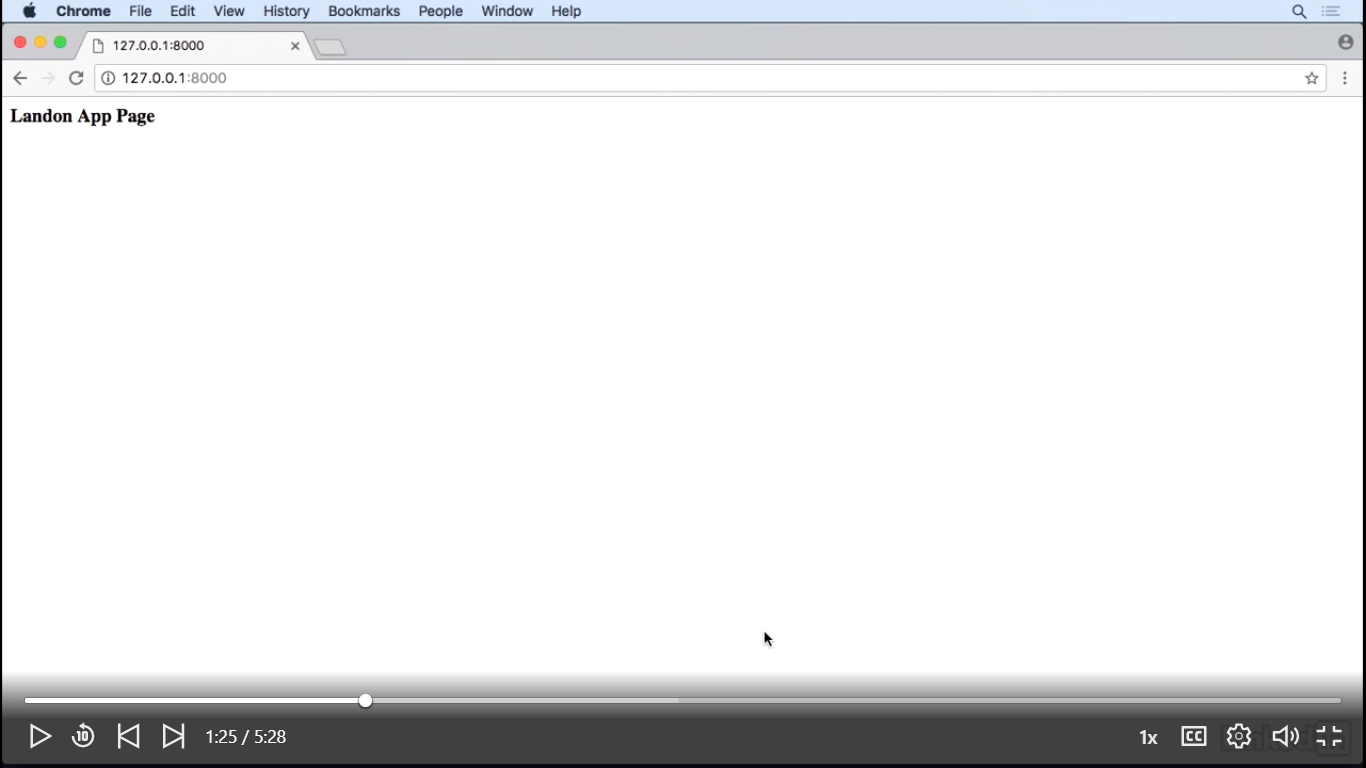 Chrome File Edit View History Bookmarks People Window Help
127.0.0.1:8000
127.0.0.1:8000
Landon App Page
10 1:25 / 5:28 1x CC